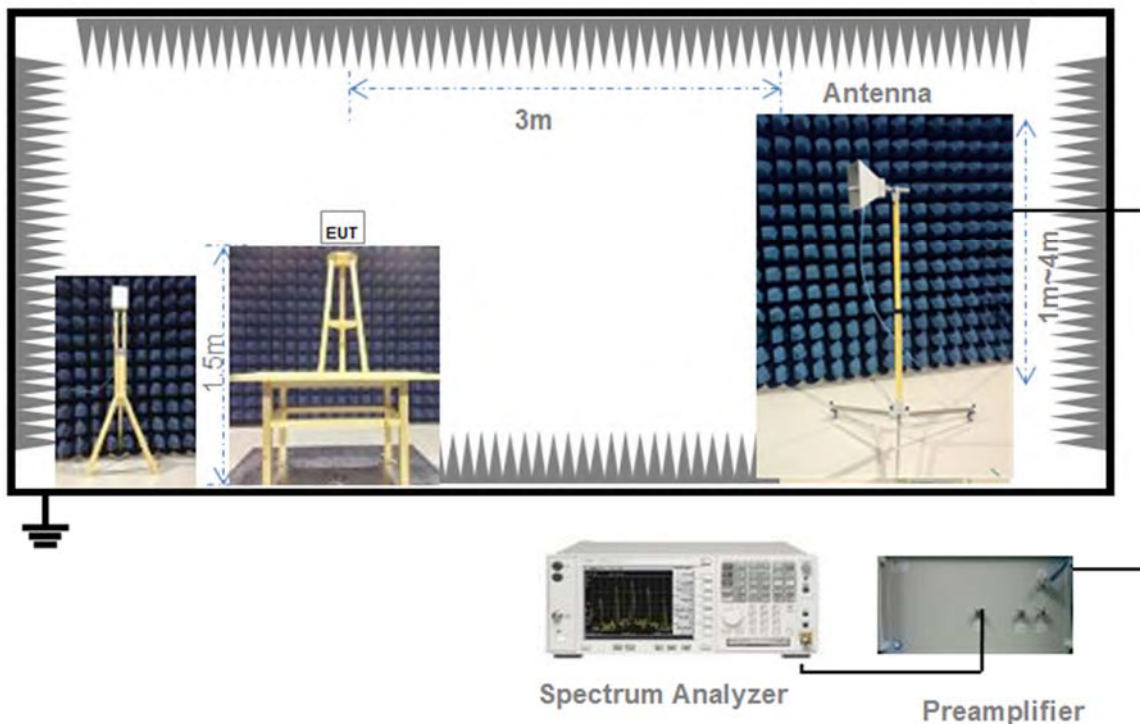 Antenna
3m
EUT
1.5m
1m~4m
Spectrum Analyzer
Preamplifier